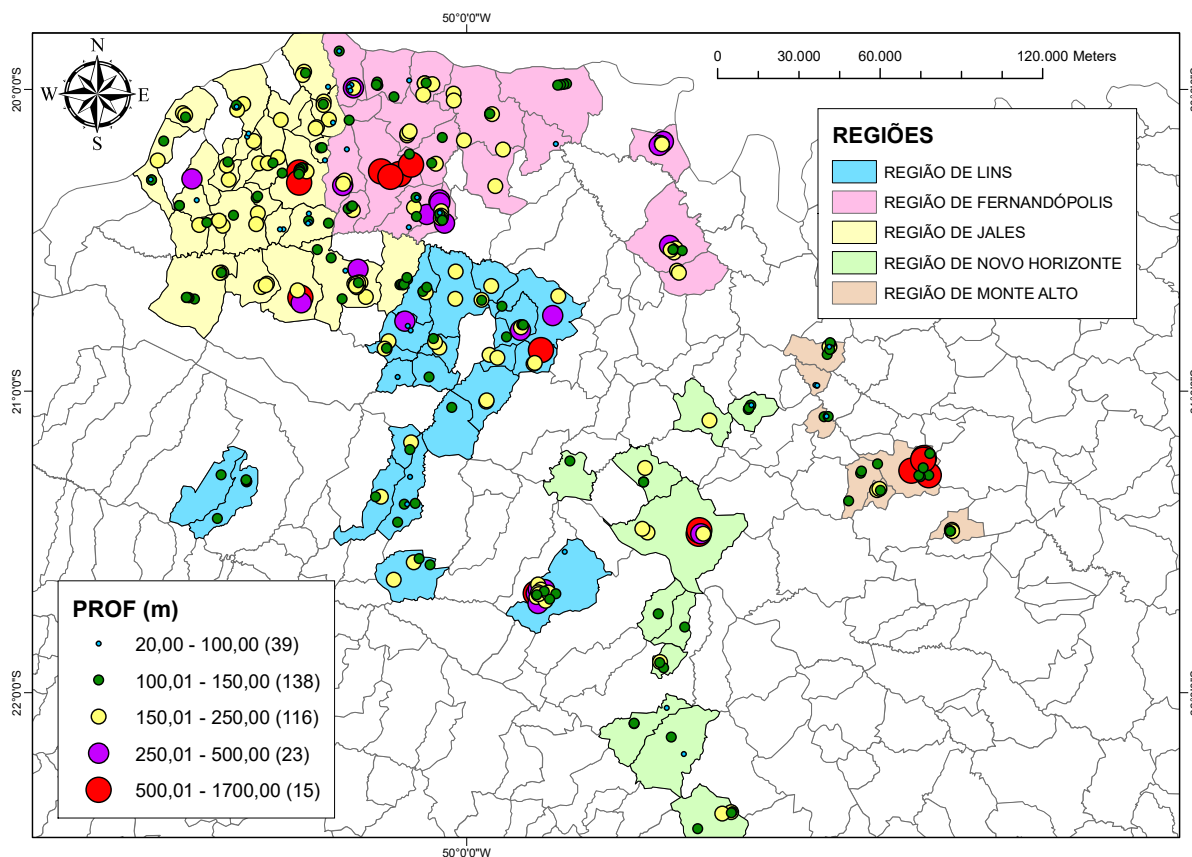 50°0'0"W
N
W
E
S
0
30.000
60.000
120.000 Meters
20°0'0"S
REGIÕES
REGIÃO DE LINS
REGIÃO DE FERNANDÓPOLIS
REGIÃO DE JALES
REGIÃO DE NOVO HORIZONTE
REGIÃO DE MONTE ALTO
21°0'0"S
PROF (m)
20,00 - 100,00 (39)
100,01 - 150,00 (138)
150,01 - 250,00 (116)
250,01 - 500,00 (23)
500,01 - 1700,00 (15)
22°0'0"S
50°0'0"W